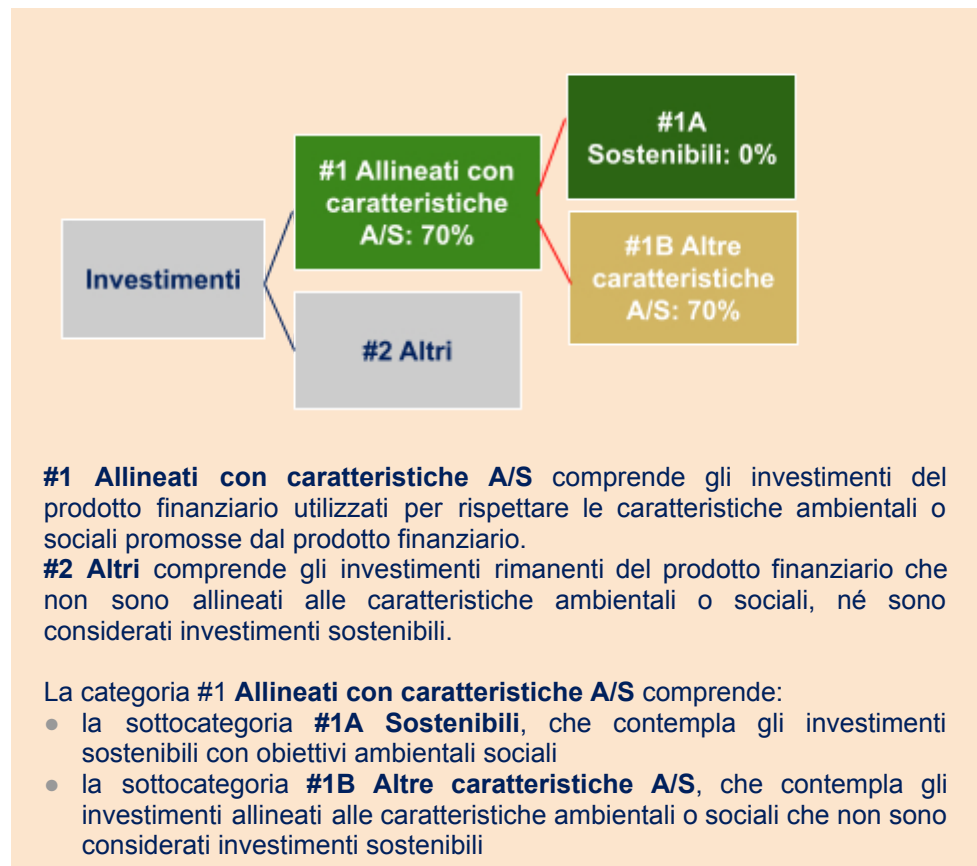 #1A
Sostenibili: 0%
#1 Allineati con
caratteristiche
A/S: 70%
#1B Altre
caratteristiche
A/S: 70%
Investimenti
#2 Altri
#1 Allineati con caratteristiche A/S comprende gli investimenti del
prodotto finanziario utilizzati per rispettare le caratteristiche ambientali o
sociali promosse dal prodotto finanziario.
#2 Altri comprende gli investimenti rimanenti del prodotto finanziario che
non sono allineati alle caratteristiche ambientali o sociali, né sono
considerati investimenti sostenibili.
La categoria #1 Allineati con caratteristiche A/S comprende:
● la sottocategoria #1A Sostenibili, che contempla gli investimenti
sostenibili con obiettivi ambientali sociali
● la sottocategoria #1B Altre caratteristiche A/S, che contempla gli
investimenti allineati alle caratteristiche ambientali o sociali che non sono
considerati investimenti sostenibili